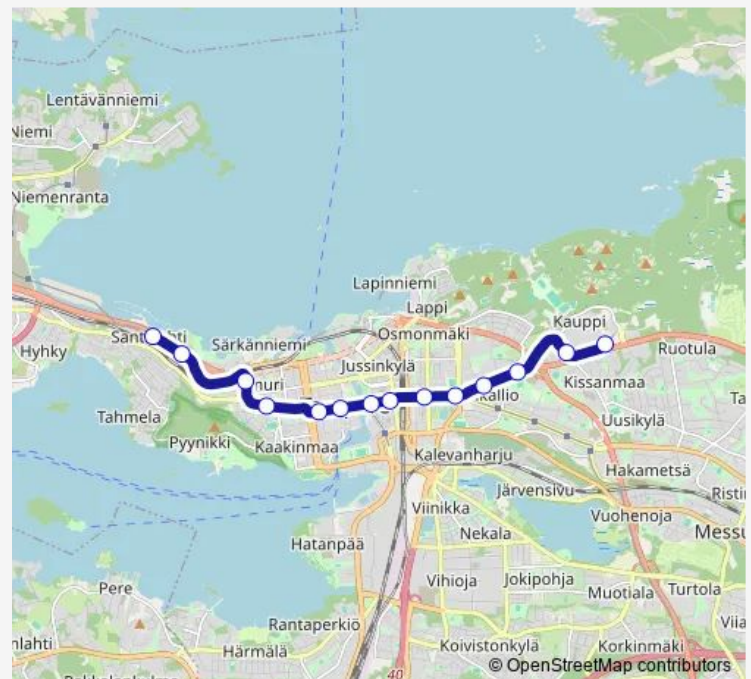 Lentävänniemi
Niemi
Niemenranta
Lapinniemi
Lappi
Kauppi
Särkänniemi
Osmonmäki
Ruotula
Hyhky
Jussinkylä
Kissanmaa
Tahmela
Uusikylä
Pyynikki
Kaakinmaa
Kalevanharju
Hakametsä
Järvensivu
Viinikka
Vuohenoja
Nekala
Hatanpää
Vihioja
Jokipohja
Pere
Muotiala
Turtola
Rantaperkiö
Härmälä
Koivistonkylä
Korkinmäki
40
© OpenStreetMap contributors